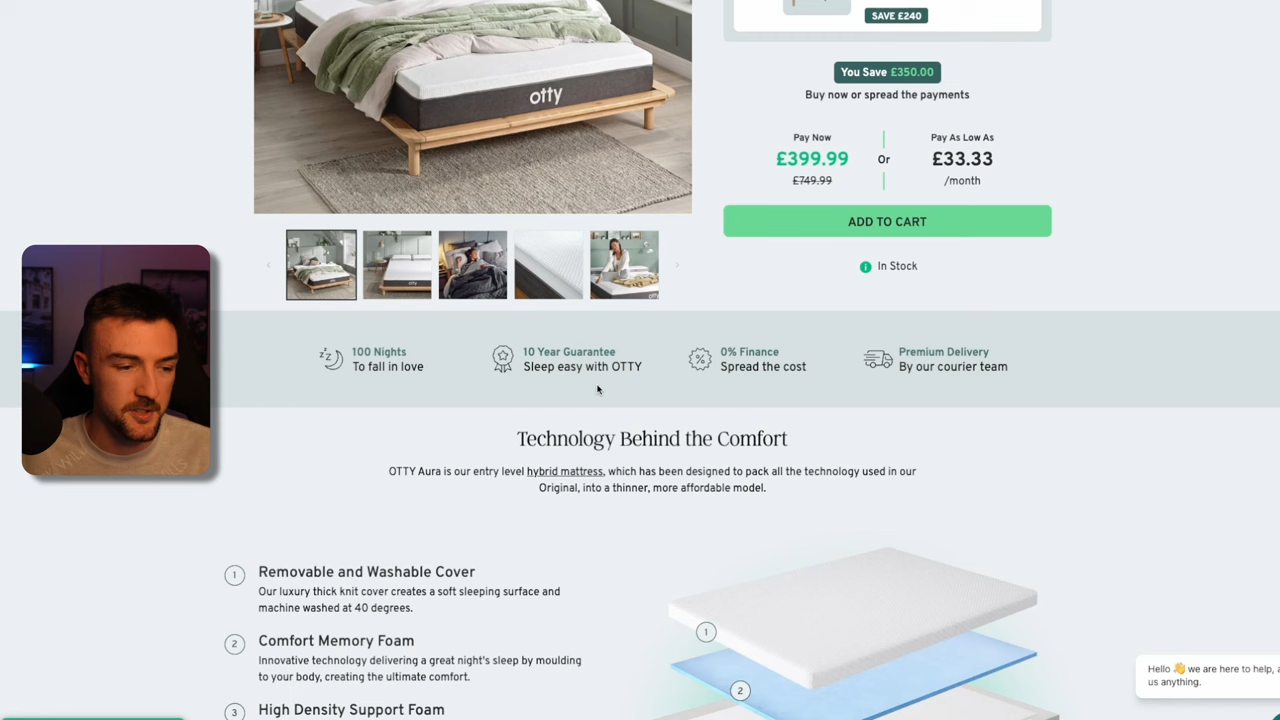 SAVE £240
You Save £350.00
Buy now or spread the payments
Pay Now
£399.99
£749.99
Or
Pay As Low As
£33.33
/month
ADD TO CART
In Stock
otty
otty
100 Nights
To fall in love
10 Year Guarantee
Sleep easy with OTTY
0% Finance
Spread the cost
Premium Delivery
By our courier team
Technology Behind the Comfort
OTTY Aura is our entry level hybrid mattress, which has been designed to pack all the technology used in our
Original, into a thinner, more affordable model.
1
Removable and Washable Cover
Our luxury thick knit cover creates a soft sleeping surface and
machine washed at 40 degrees.
2
Comfort Memory Foam
Innovative technology delivering a great night's sleep by moulding
to your body, creating the ultimate comfort.
3
High Density Support Foam
1
2
Hello 👋 we are here to help, a
us anything.